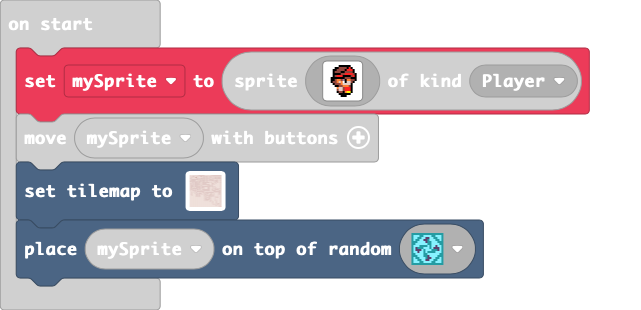 on start
set mySprite to sprite of kind Player
move mySprite with buttons
set tilemap to
place mySprite on top of random